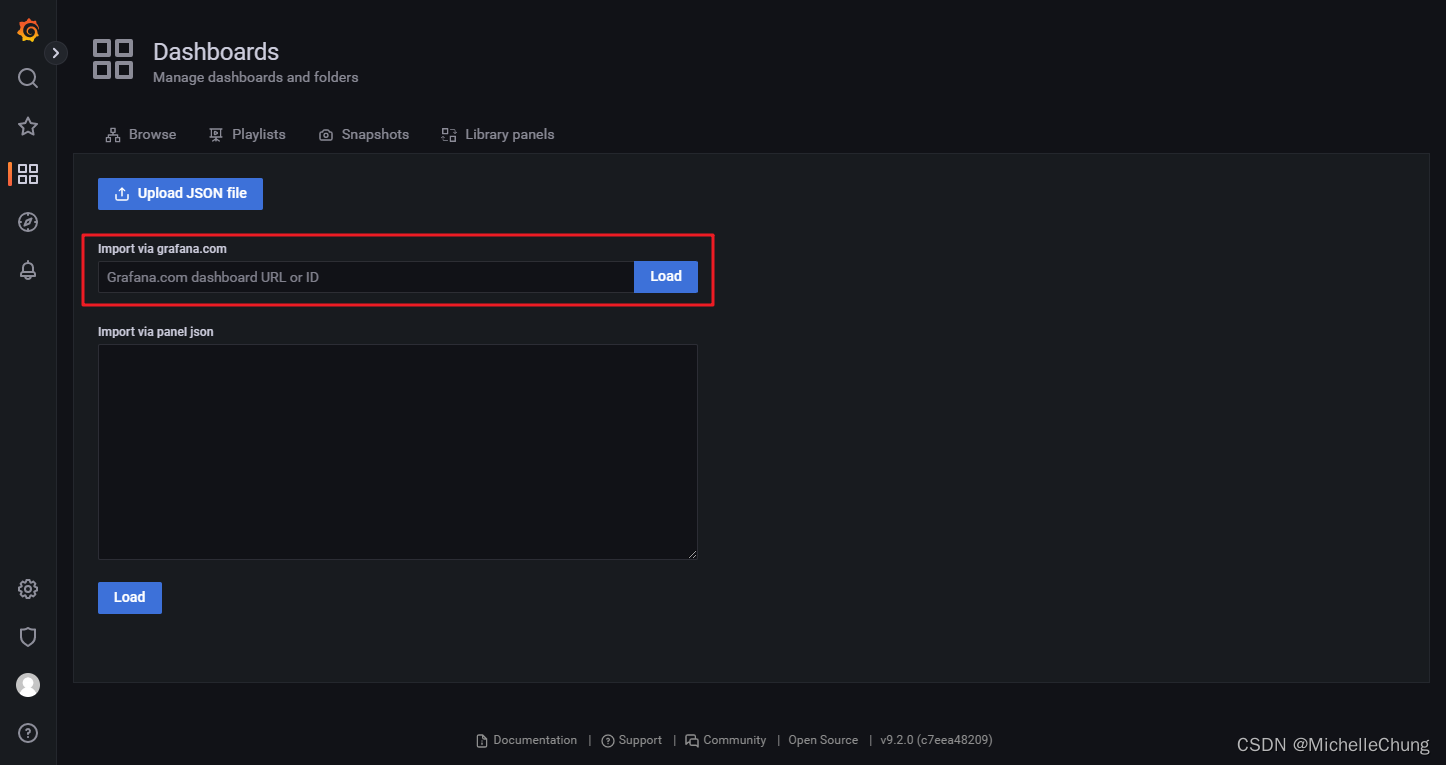 Dashboards
Manage dashboards and folders
Browse Playlists Snapshots Library panels
Upload JSON file
Import via grafana.com
Grafana.com dashboard URL or ID Load
Import via panel json
Load
Documentation | Support | Community | Open Source | v9.2.0 (c7eea48209)
CSDN @MichelleChung